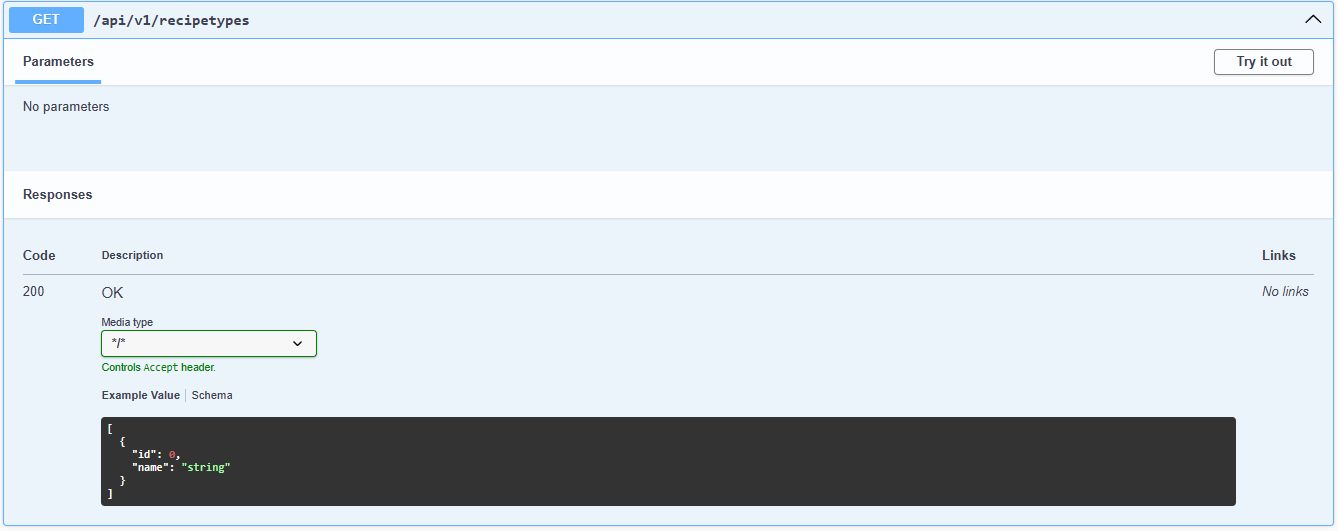 GET /api/v1/recipetypes
Parameters
Try it out
No parameters
Responses
Code Description Links
200 OK No links
Media type
*/*
Controls Accept header.
Example Value Schema
[
  {
    "id": 0,
    "name": "string"
  }
]